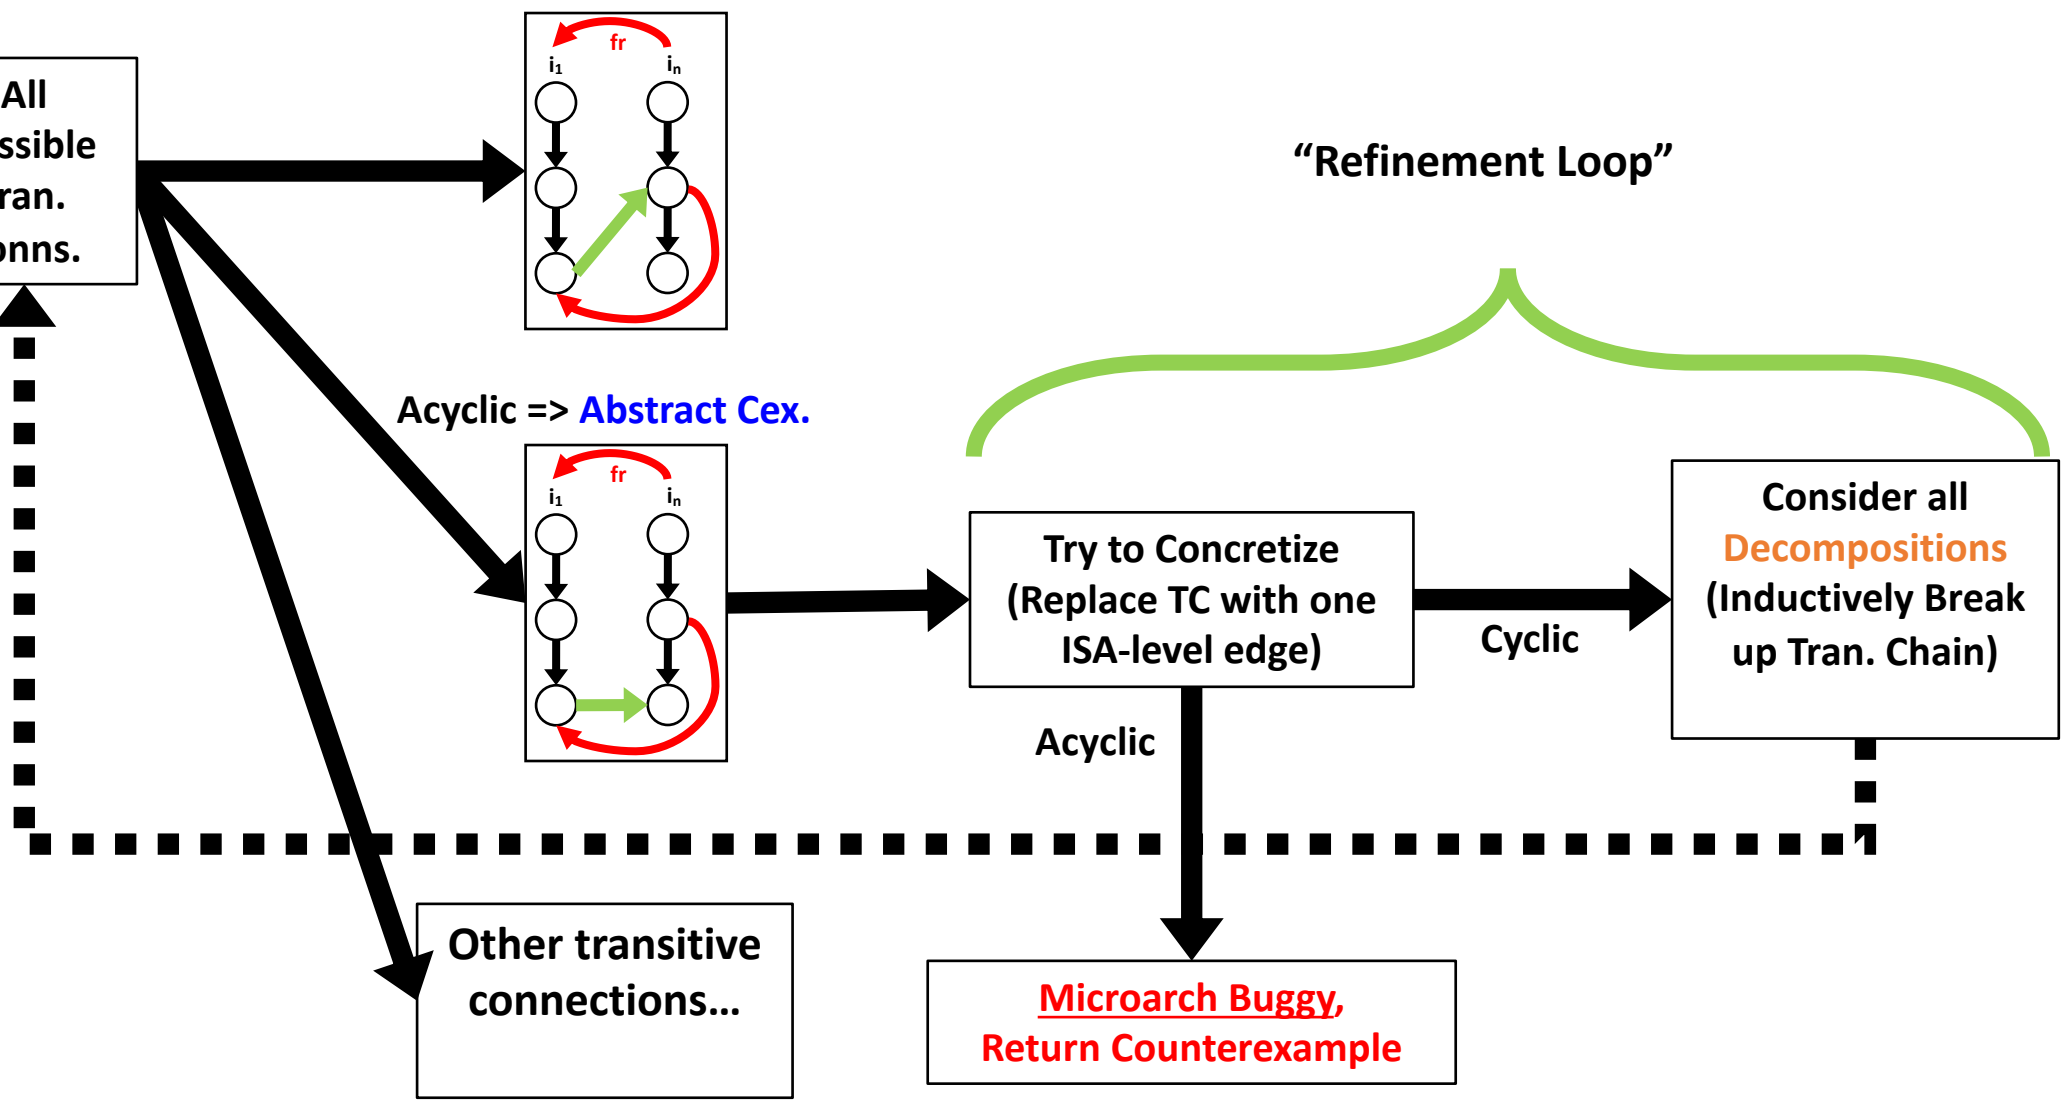 All
ssible
ran.
onns.
fr
i₁ iₙ
“Refinement Loop”
Acyclic => Abstract Cex.
fr
i₁ iₙ
Try to Concretize
(Replace TC with one
ISA-level edge)
Cyclic
Consider all
Decompositions
(Inductively Break
up Tran. Chain)
Acyclic
Other transitive
connections…
Microarch Buggy,
Return Counterexample